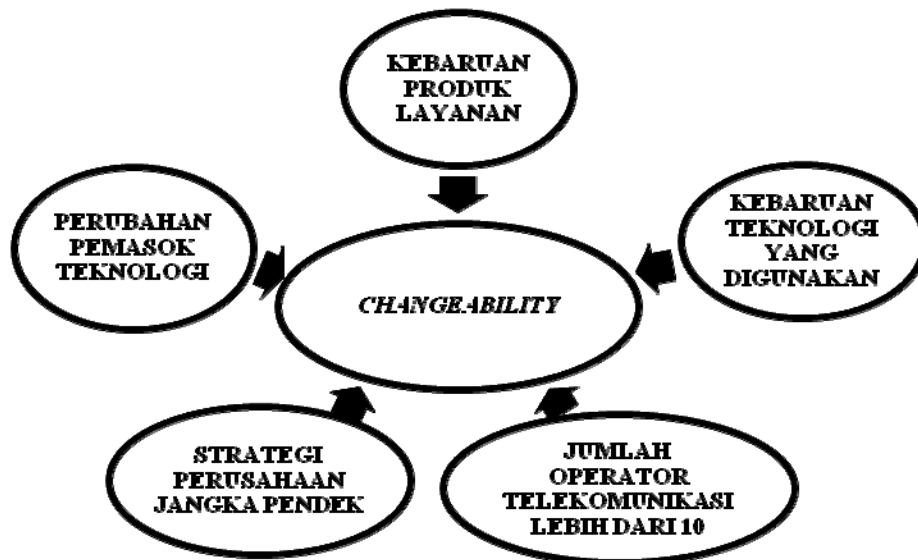 KEBARUAN
PRODUK
LAYANAN
PERUBAHAN
PEMASOK
TEKNOLOGI
KEBARUAN
TEKNOLOGI
YANG
DIGUNAKAN
CHANGEABILITY
STRATEGI
PERUSAHAAN
JANGKA PENDEK
JUMLAH
OPERATOR
TELEKOMUNIKASI
LEBIH DARI 10